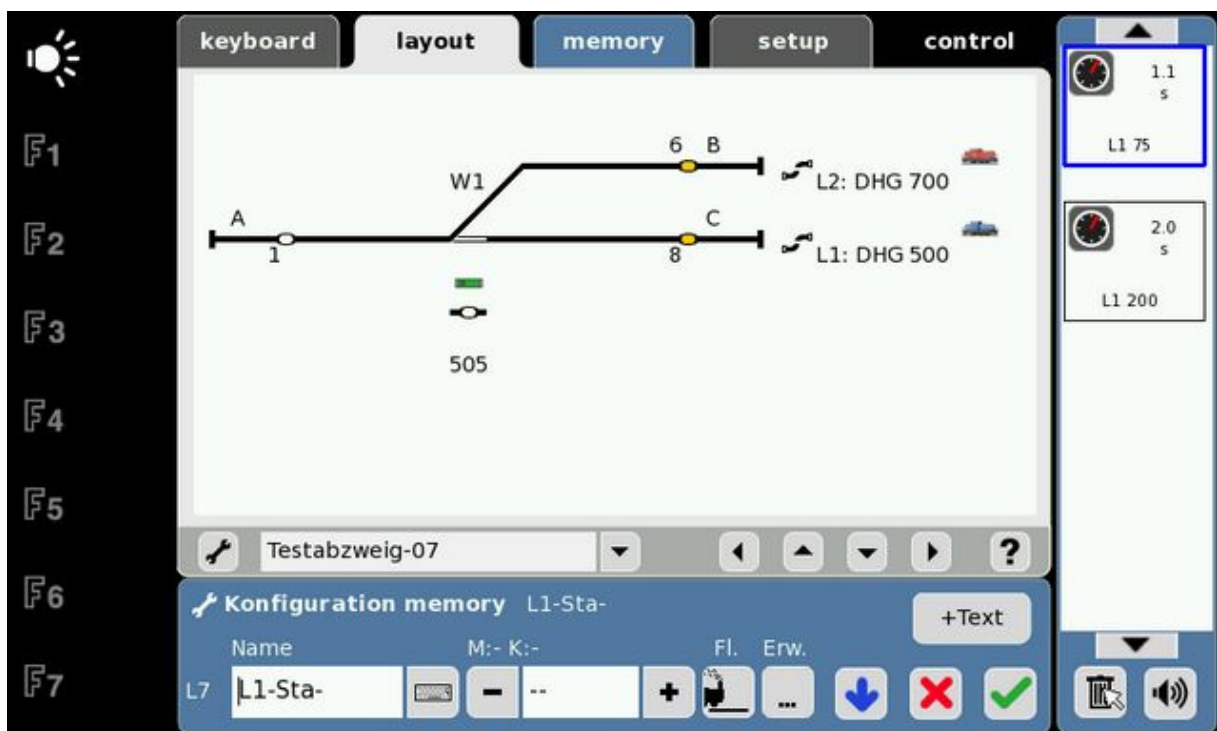 keyboard layout memory setup control
F1
F2
F3
F4
F5
F6
F7
6 B
W1
L2: DHG 700
A
C
1
8
L1: DHG 500
505
Testabzweig-07
?
Konfiguration memory L1-Sta-
+Text
Name M:- K:- Fl. Erw.
L7 L1-Sta- - -- + ...
1.1
s
L1 75
2.0
s
L1 200